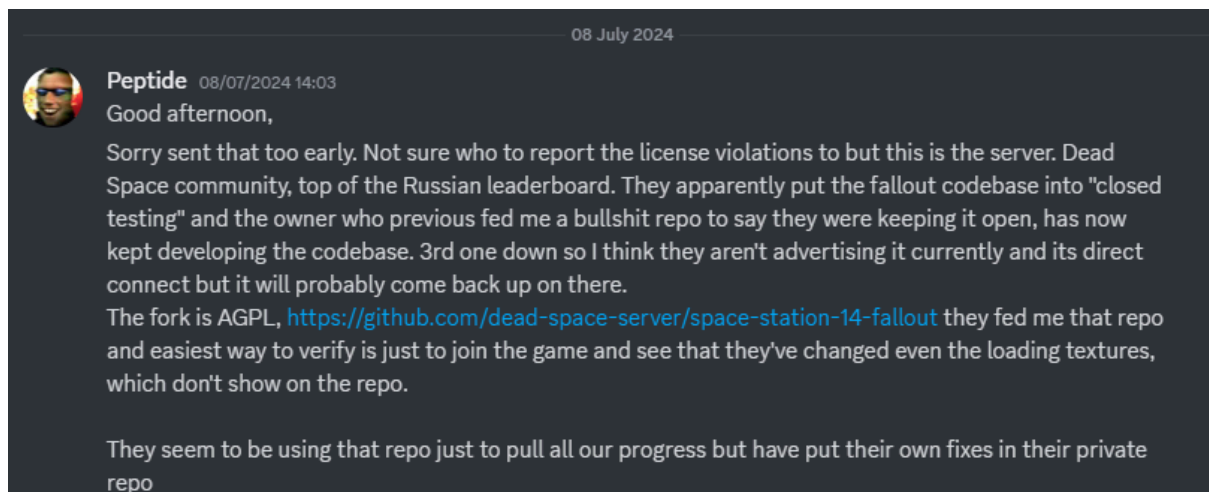 08 July 2024
Peptide 08/07/2024 14:03
Good afternoon,
Sorry sent that too early. Not sure who to report the license violations to but this is the server. Dead
Space community, top of the Russian leaderboard. They apparently put the fallout codebase into "closed
testing" and the owner who previous fed me a bullshit repo to say they were keeping it open, has now
kept developing the codebase. 3rd one down so I think they aren't advertising it currently and its direct
connect but it will probably come back up on there.
The fork is AGPL, https://github.com/dead-space-server/space-station-14-fallout they fed me that repo
and easiest way to verify is just to join the game and see that they've changed even the loading textures,
which don't show on the repo.
They seem to be using that repo just to pull all our progress but have put their own fixes in their private
repo